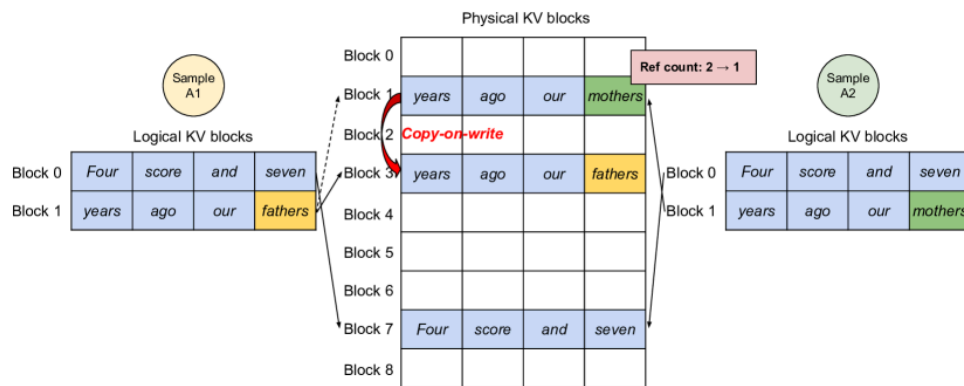 Physical KV blocks
Block 0
Ref count: 2 → 1
Sample
A1
Sample
A2
Block 1
years ago our mothers
Logical KV blocks
Block 2
Copy-on-write
Logical KV blocks
Block 0
Four score and seven
Block 3
years ago our fathers
Block 0
Four score and seven
Block 1
years ago our fathers
Block 4
Block 1
years ago our mothers
Block 5
Block 6
Block 7
Four score and seven
Block 8